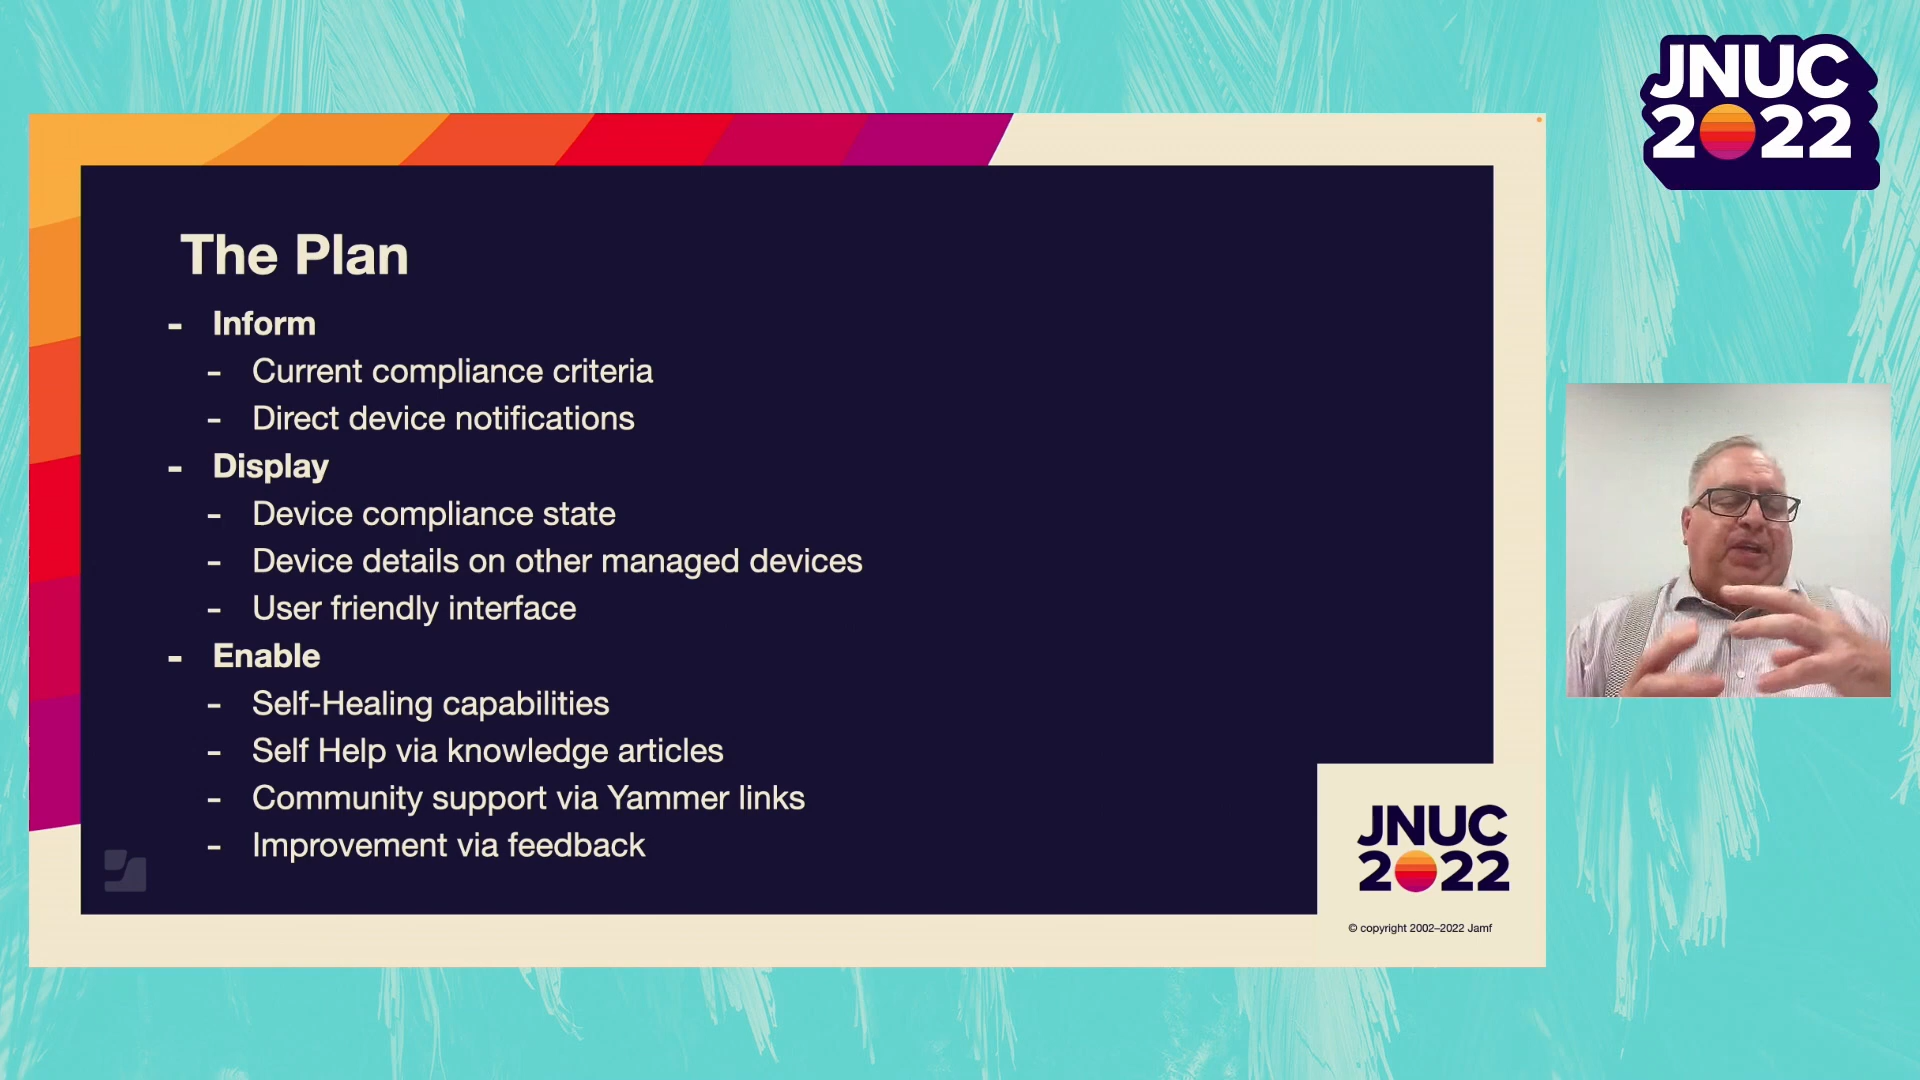 JNUC
2022
The Plan
- Inform
- Current compliance criteria
- Direct device notifications
- Display
- Device compliance state
- Device details on other managed devices
- User friendly interface
- Enable
- Self-Healing capabilities
- Self Help via knowledge articles
- Community support via Yammer links
- Improvement via feedback
JNUC
2022
© copyright 2002–2022 Jamf